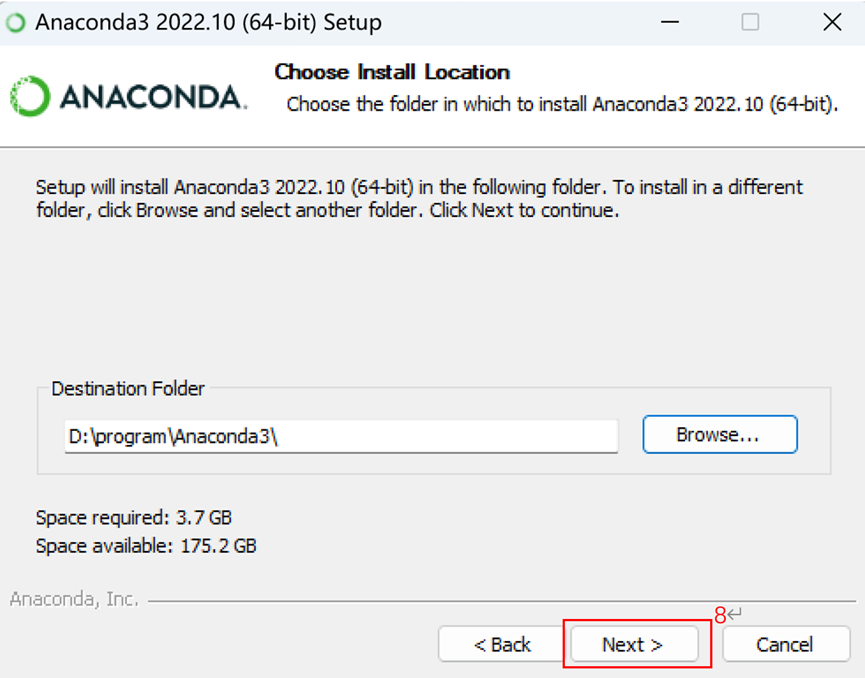 Anaconda3 2022.10 (64-bit) Setup
ANACONDA.
Choose Install Location
Choose the folder in which to install Anaconda3 2022.10 (64-bit).
Setup will install Anaconda3 2022.10 (64-bit) in the following folder. To install in a different
folder, click Browse and select another folder. Click Next to continue.
Destination Folder
D:\program\Anaconda3\
Browse...
Space required: 3.7 GB
Space available: 175.2 GB
Anaconda, Inc.
8↵
< Back
Next >
Cancel